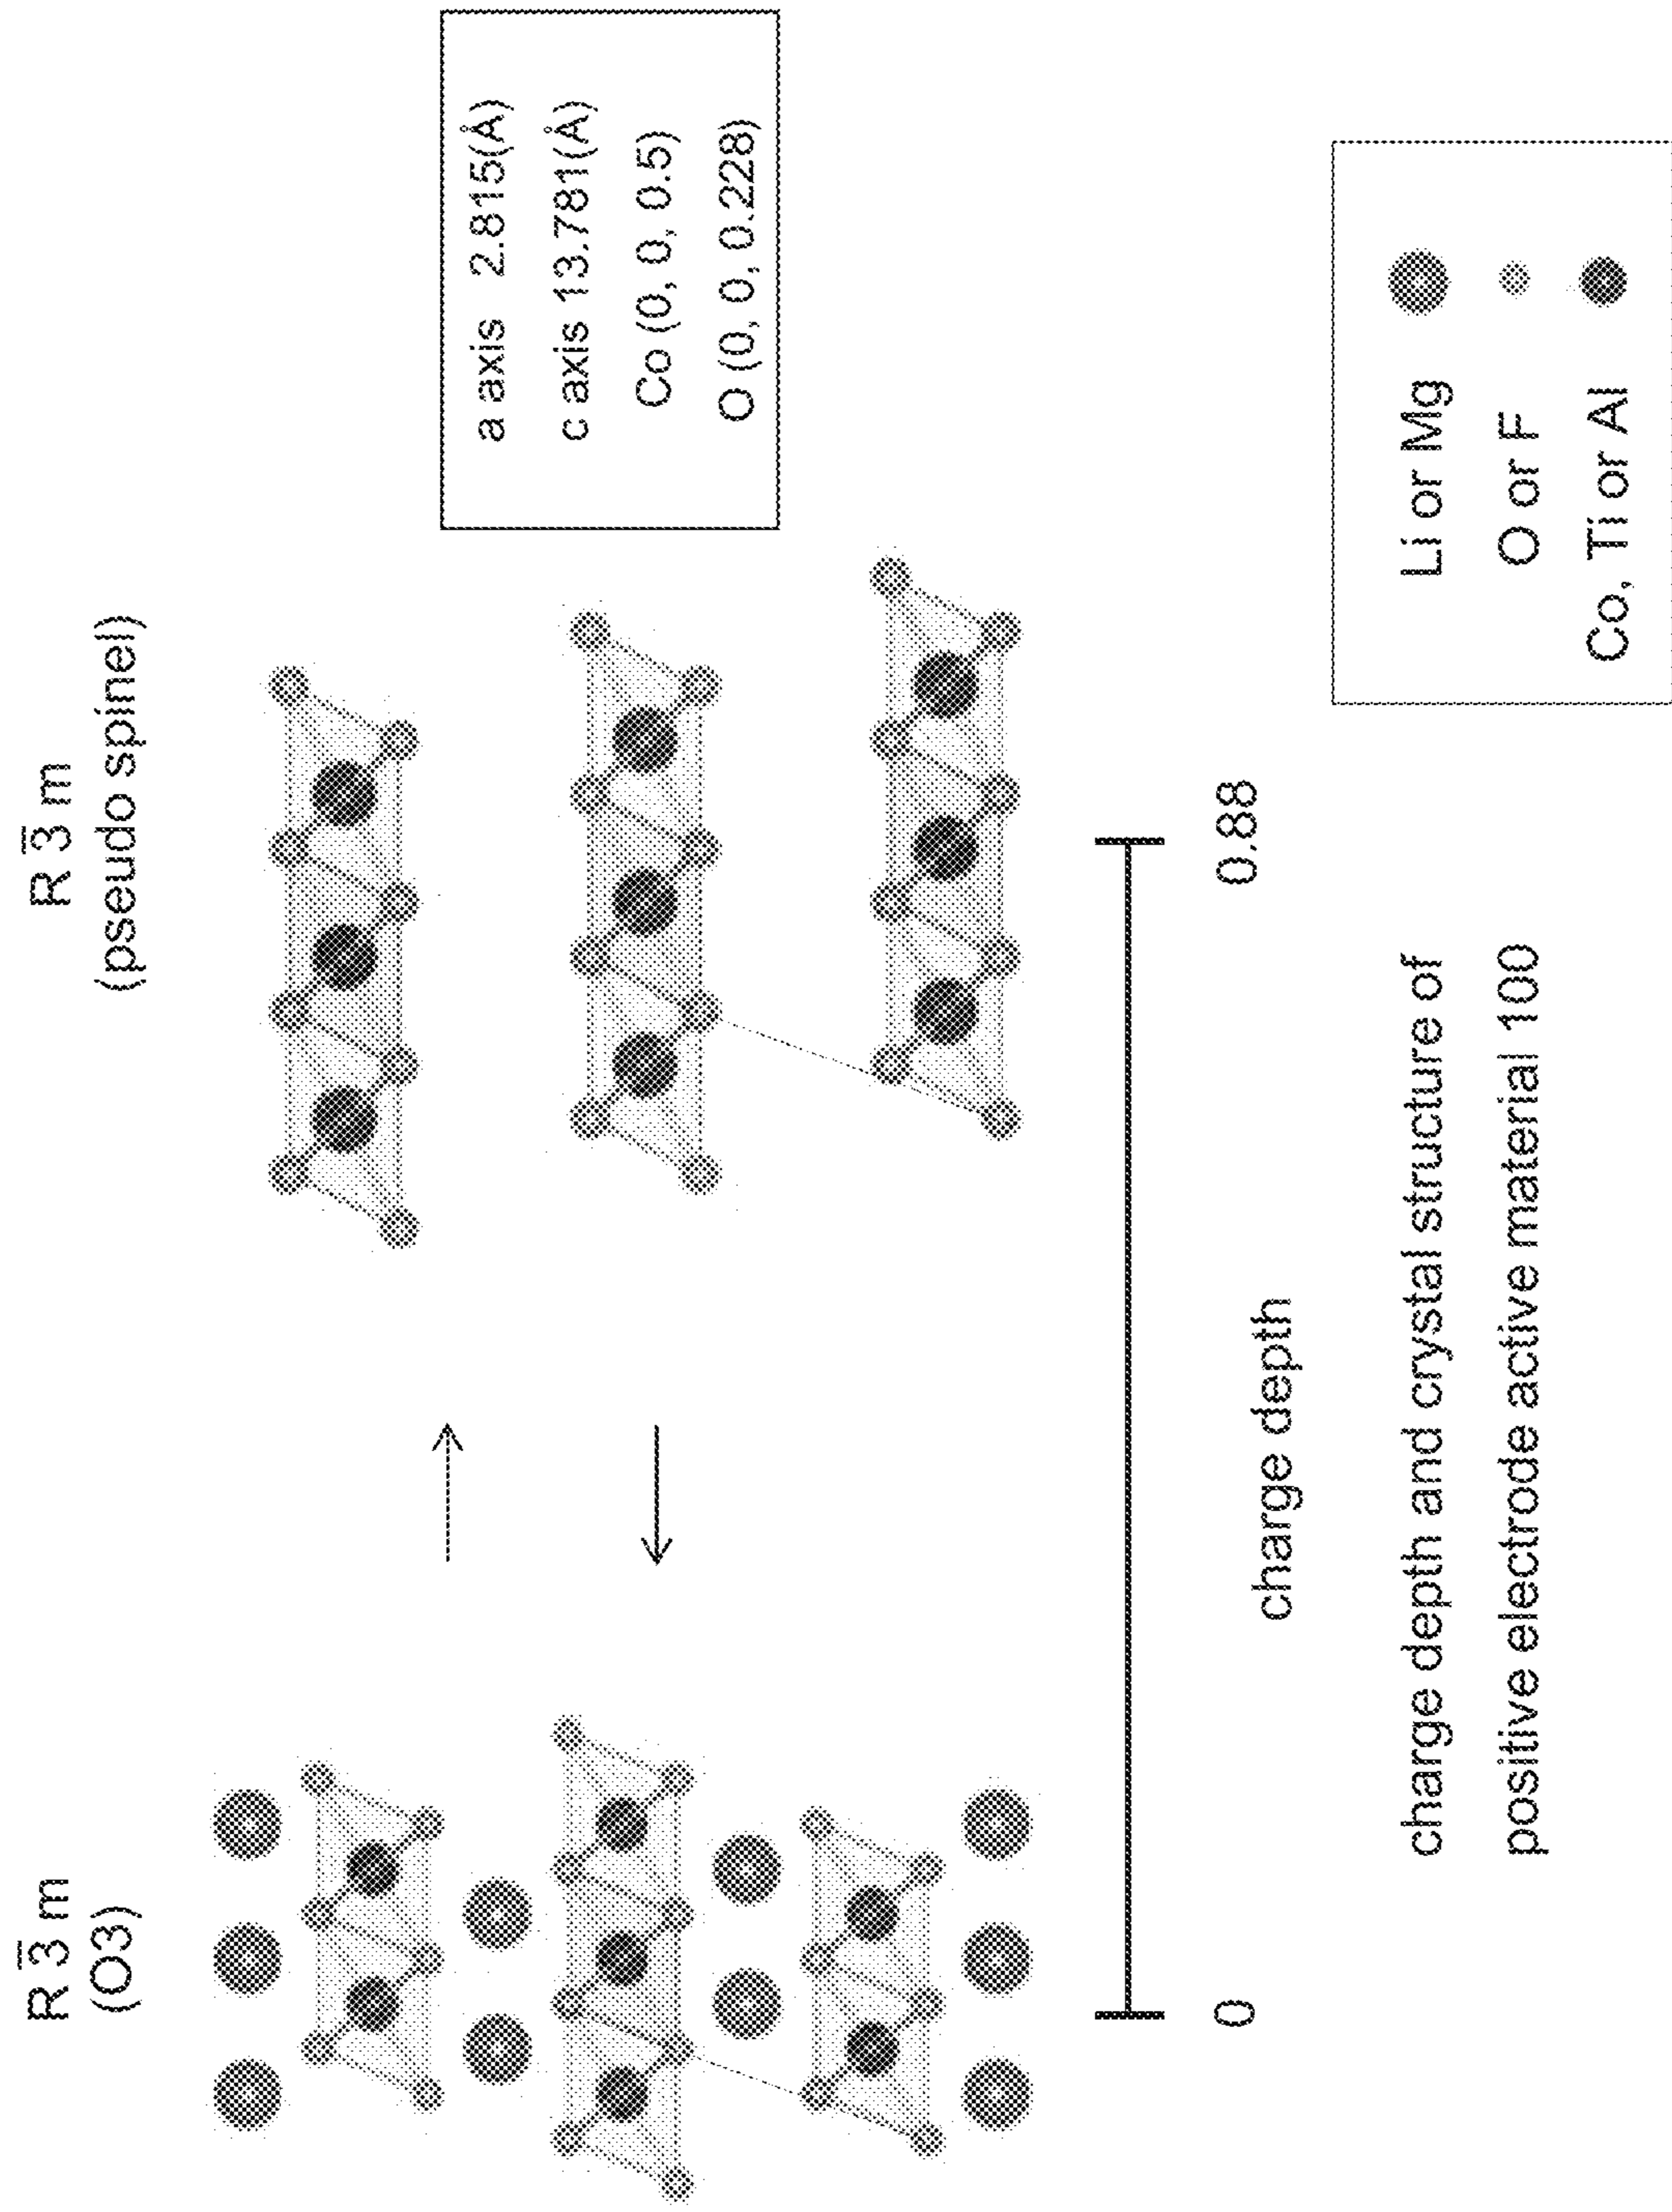 R 3̅ m
(O3)
R 3̅ m
(pseudo spinel)
a axis 2.815(Å)
c axis 13.781(Å)
Co (0, 0, 0.5)
O (0, 0, 0.228)
0
0.88
charge depth
charge depth and crystal structure of
positive electrode active material 100
Li or Mg
O or F
Co, Ti or Al